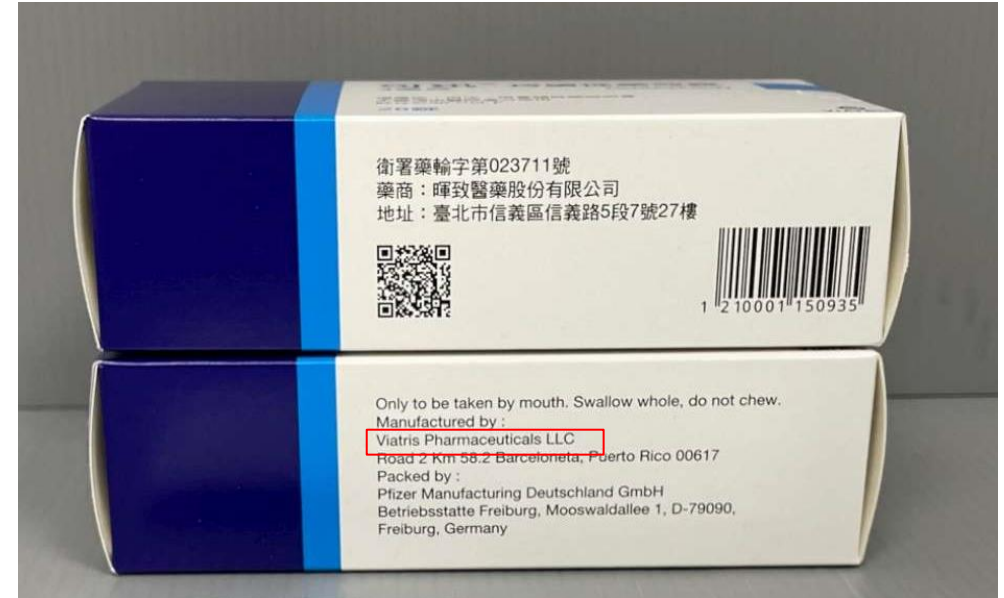 衛署藥輸字第023711號
藥商：暉致醫藥股份有限公司
地址：臺北市信義區信義路5段7號27樓
1 210001 150935
Only to be taken by mouth. Swallow whole, do not chew.
Manufactured by :
Viatris Pharmaceuticals LLC
Road 2 Km 58.2 Barceloneta, Puerto Rico 00617
Packed by :
Pfizer Manufacturing Deutschland GmbH
Betriebsstatte Freiburg, Mooswaldallee 1, D-79090,
Freiburg, Germany